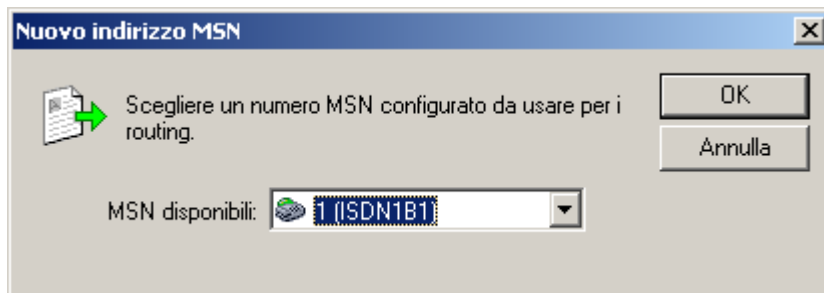 Nuovo indirizzo MSN
Scegliere un numero MSN configurato da usare per i
routing.
OK
Annulla
MSN disponibili: 1 (ISDN1B1)